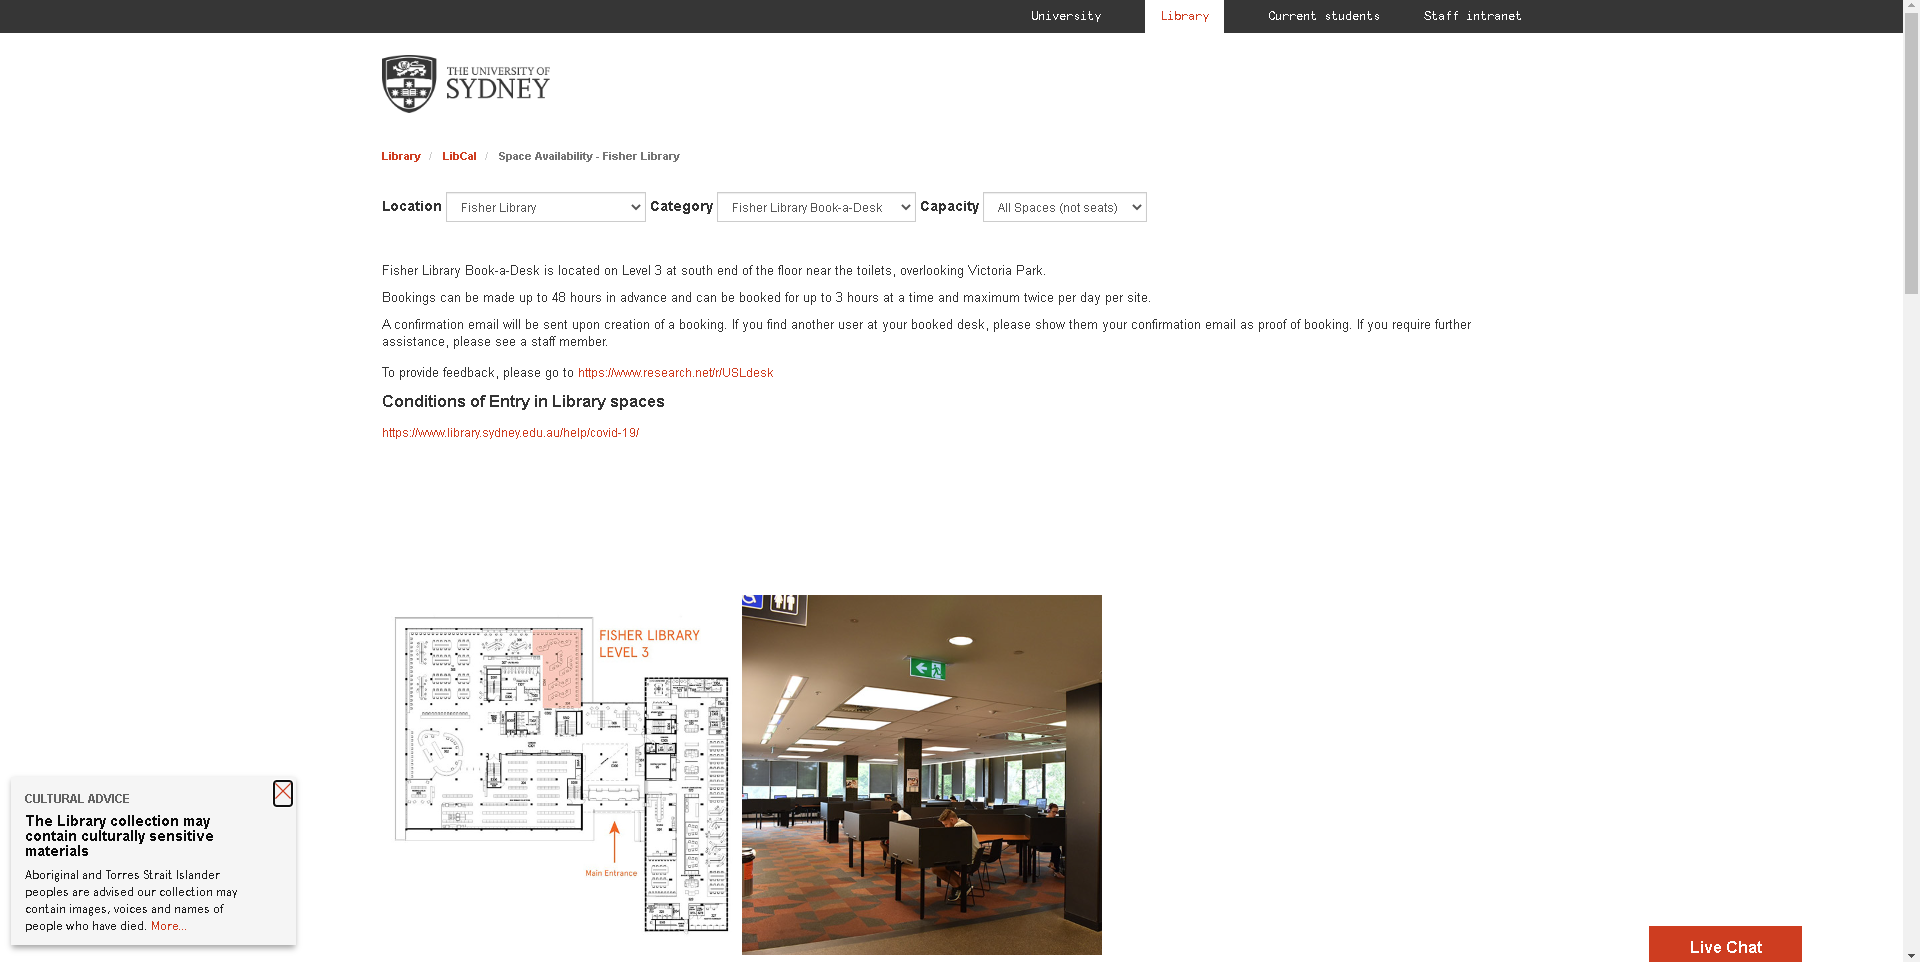 University
Library
Current students
Staff intranet
THE UNIVERSITY OF
SYDNEY
Library / LibCal / Space Availability - Fisher Library
Location Fisher Library Category Fisher Library Book-a-Desk Capacity All Spaces (not seats)
Fisher Library Book-a-Desk is located on Level 3 at south end of the floor near the toilets, overlooking Victoria Park.
Bookings can be made up to 48 hours in advance and can be booked for up to 3 hours at a time and maximum twice per day per site.
A confirmation email will be sent upon creation of a booking. If you find another user at your booked desk, please show them your confirmation email as proof of booking. If you require further
assistance, please see a staff member.
To provide feedback, please go to https://www.research.net/r/USLdesk
Conditions of Entry in Library spaces
https://www.library.sydney.edu.au/help/covid-19/
FISHER LIBRARY
LEVEL 3
Main Entrance
CULTURAL ADVICE
The Library collection may
contain culturally sensitive
materials
Aboriginal and Torres Strait Islander
peoples are advised our collection may
contain images, voices and names of
people who have died. More...
Live Chat